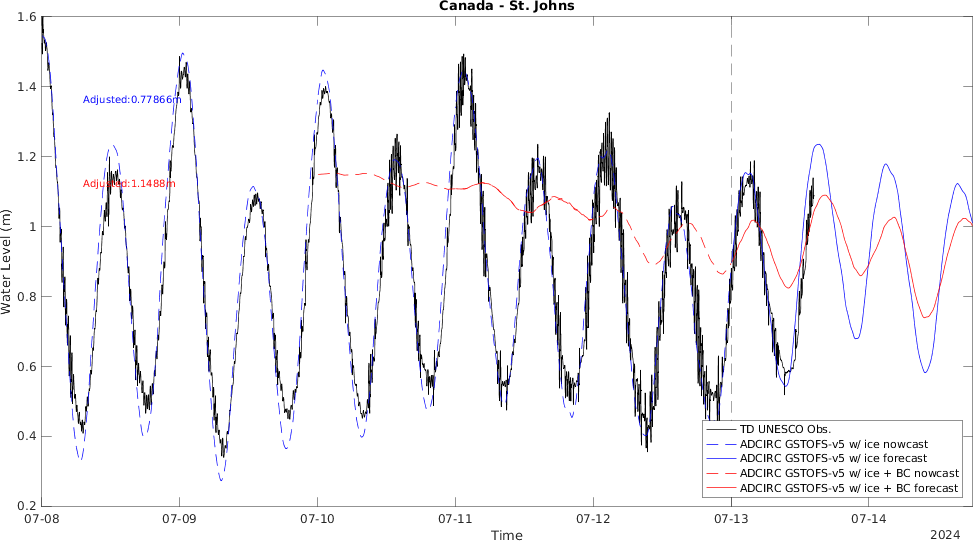 Canada - St. Johns
1.6
1.4
1.2
1
0.8
0.6
0.4
0.2
Water Level (m)
Adjusted:0.77866m
Adjusted:1.1488m
TD UNESCO Obs.
ADCIRC GSTOFS-v5 w/ ice nowcast
ADCIRC GSTOFS-v5 w/ ice forecast
ADCIRC GSTOFS-v5 w/ ice + BC nowcast
ADCIRC GSTOFS-v5 w/ ice + BC forecast
07-08 07-09 07-10 07-11 07-12 07-13 07-14
Time
2024